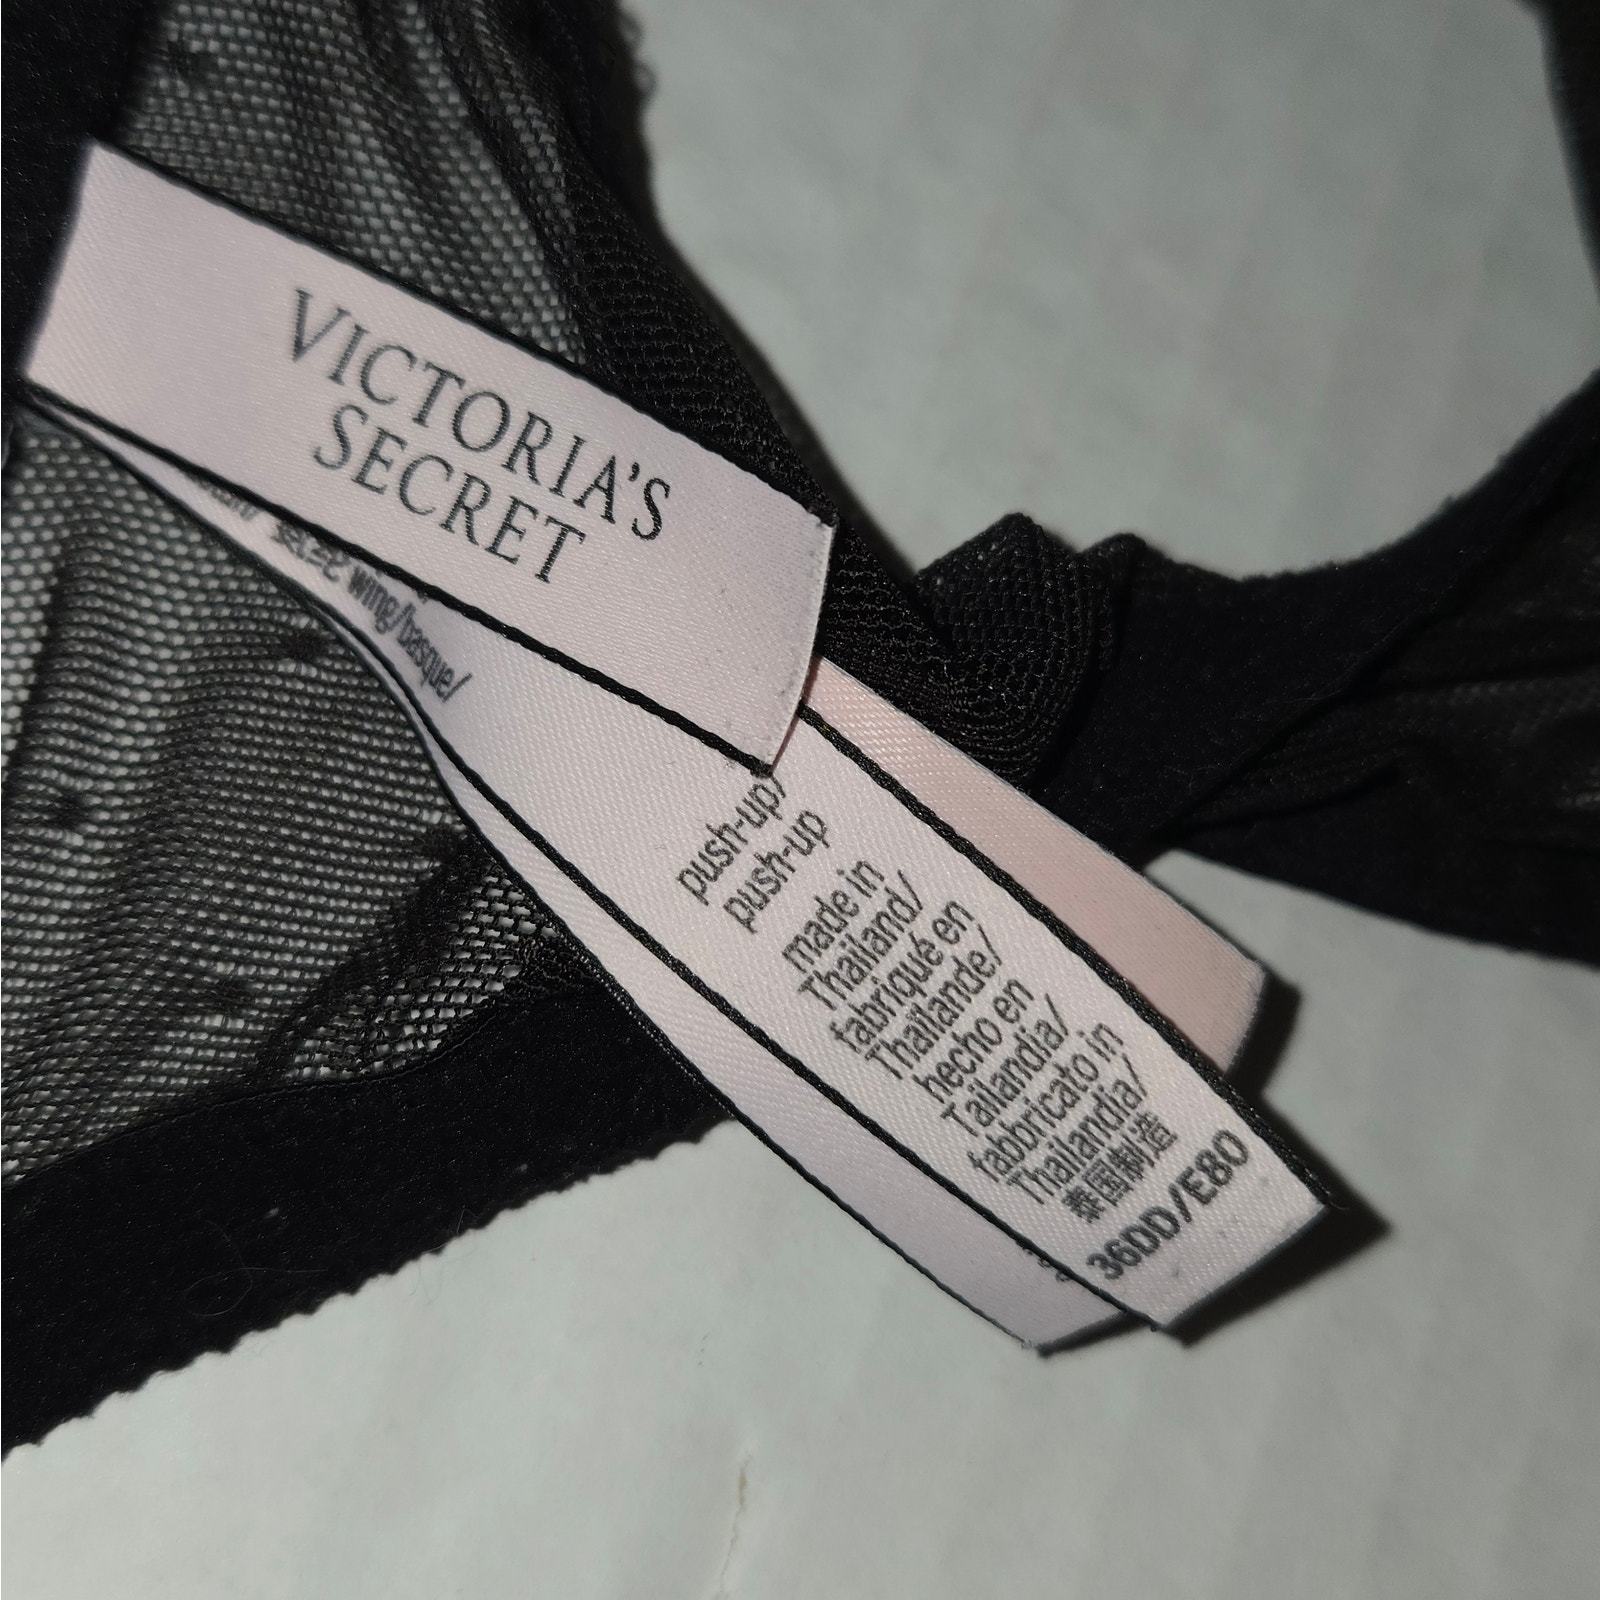 VICTORIA'S
SECRET
wing/basque/
push-up/
push-up
made in
Thailand/
fabriqué en
Thaïlande/
hecho en
Tailandia/
fabbricato in
Thailandia/
泰国制造
36DD/E80